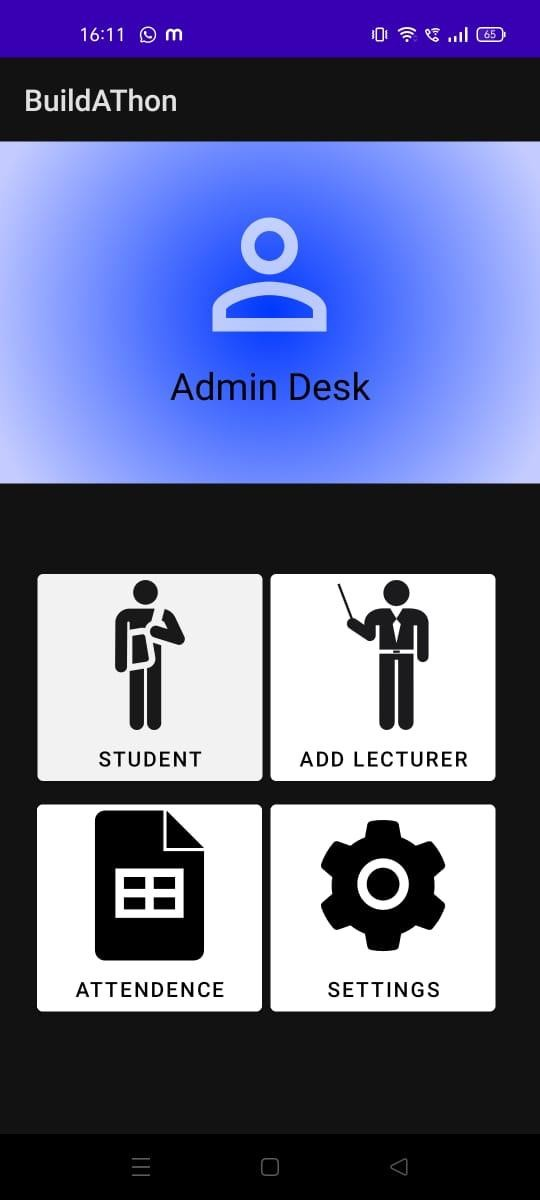 16:11
65
BuildAThon
Admin Desk
STUDENT
ADD LECTURER
ATTENDENCE
SETTINGS